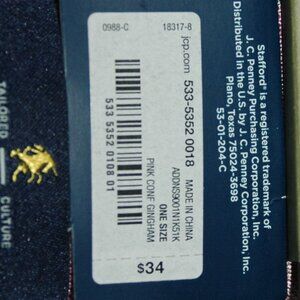 Stafford® is a registered trademark of
J. C. Penney Purchasing Corporation, Inc.
Distributed in the U.S. by J. C. Penney Corporation, Inc.
Plano, Texas 75024-3698
53-01-204-C
0988-C 18317-8
jcp.com 533-5352 0018
MADE IN CHINA
ADONS9001N1K51K
ONE SIZE
PINK CONF GINGHAM
533 5352 0108 01
$34
TAILORED
CULTURE